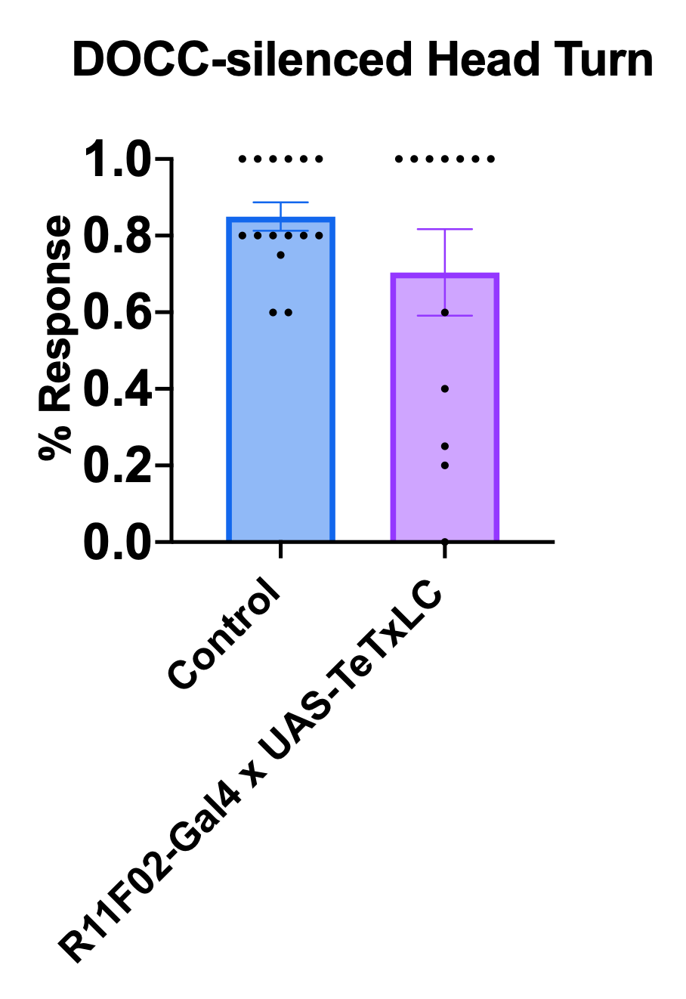 DOCC-silenced Head Turn
% Response
1.0
0.8
0.6
0.4
0.2
0.0
Control
R11F02-Gal4 x UAS-TeTxLC